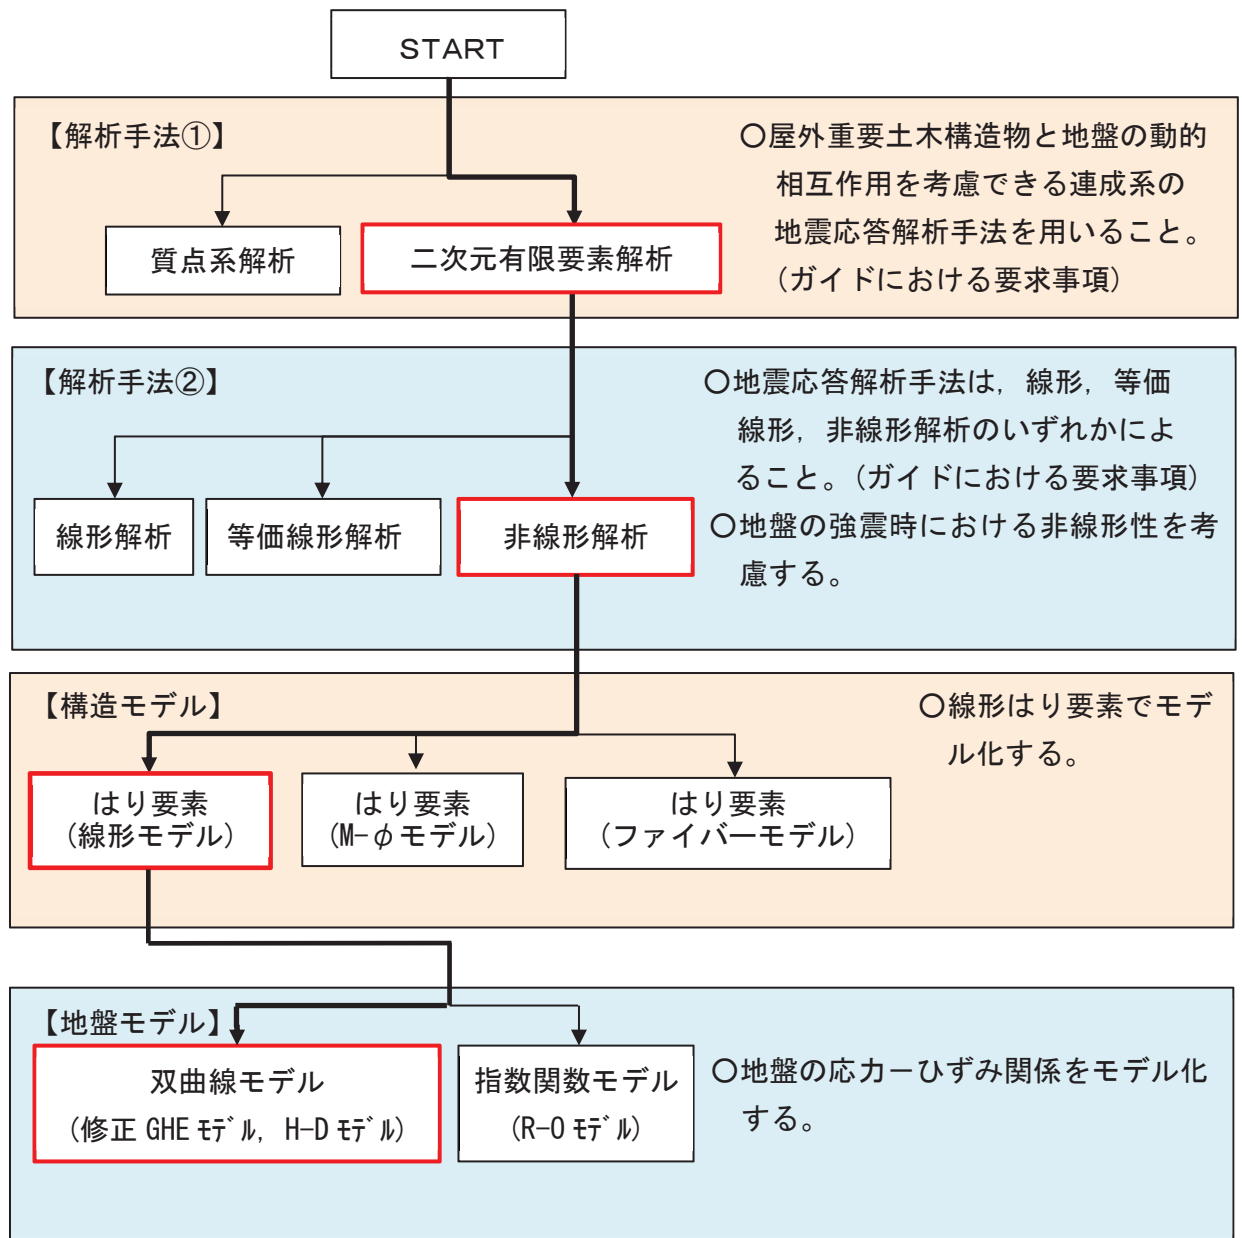 START
【解析手法①】
○屋外重要土木構造物と地盤の動的
相互作用を考慮できる連成系の
地震応答解析手法を用いること。
(ガイドにおける要求事項)
質点系解析
二次元有限要素解析
【解析手法②】
○地震応答解析手法は，線形，等価
線形，非線形解析のいずれかによ
ること。(ガイドにおける要求事項)
○地盤の強震時における非線形性を考
慮する。
線形解析
等価線形解析
非線形解析
【構造モデル】
○線形はり要素でモデ
ル化する。
はり要素
(線形モデル)
はり要素
(M-φモデル)
はり要素
(ファイバーモデル)
【地盤モデル】
双曲線モデル
(修正 GHE ﾓﾃﾞﾙ, H-D ﾓﾃﾞﾙ)
指数関数モデル
(R-O ﾓﾃﾞﾙ)
○地盤の応力－ひずみ関係をモデル化
する。